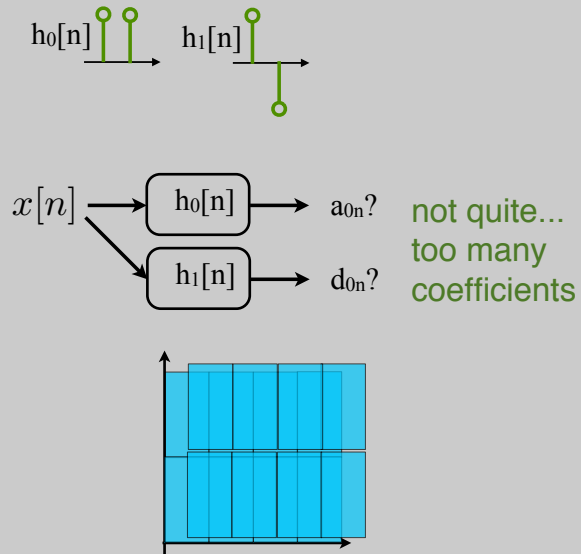 h₀[n]
h₁[n]
x[n]
h₀[n]
a₀ₙ?
h₁[n]
d₀ₙ?
not quite...
too many
coefficients